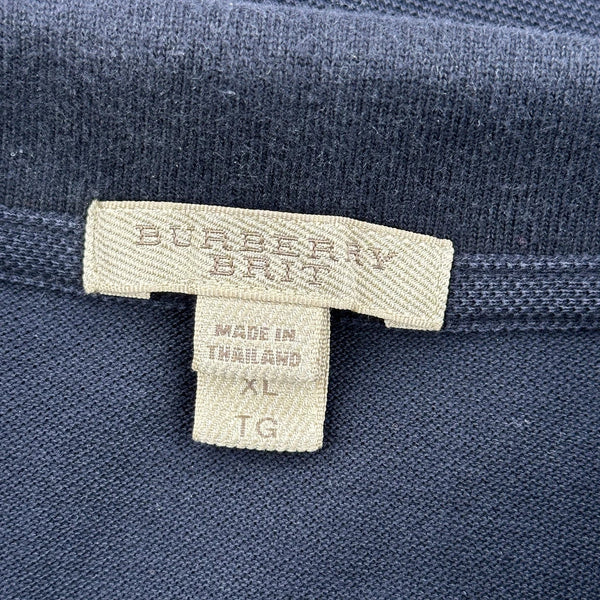 BURBERRY
BRIT
MADE IN
THAILAND
XL
TG